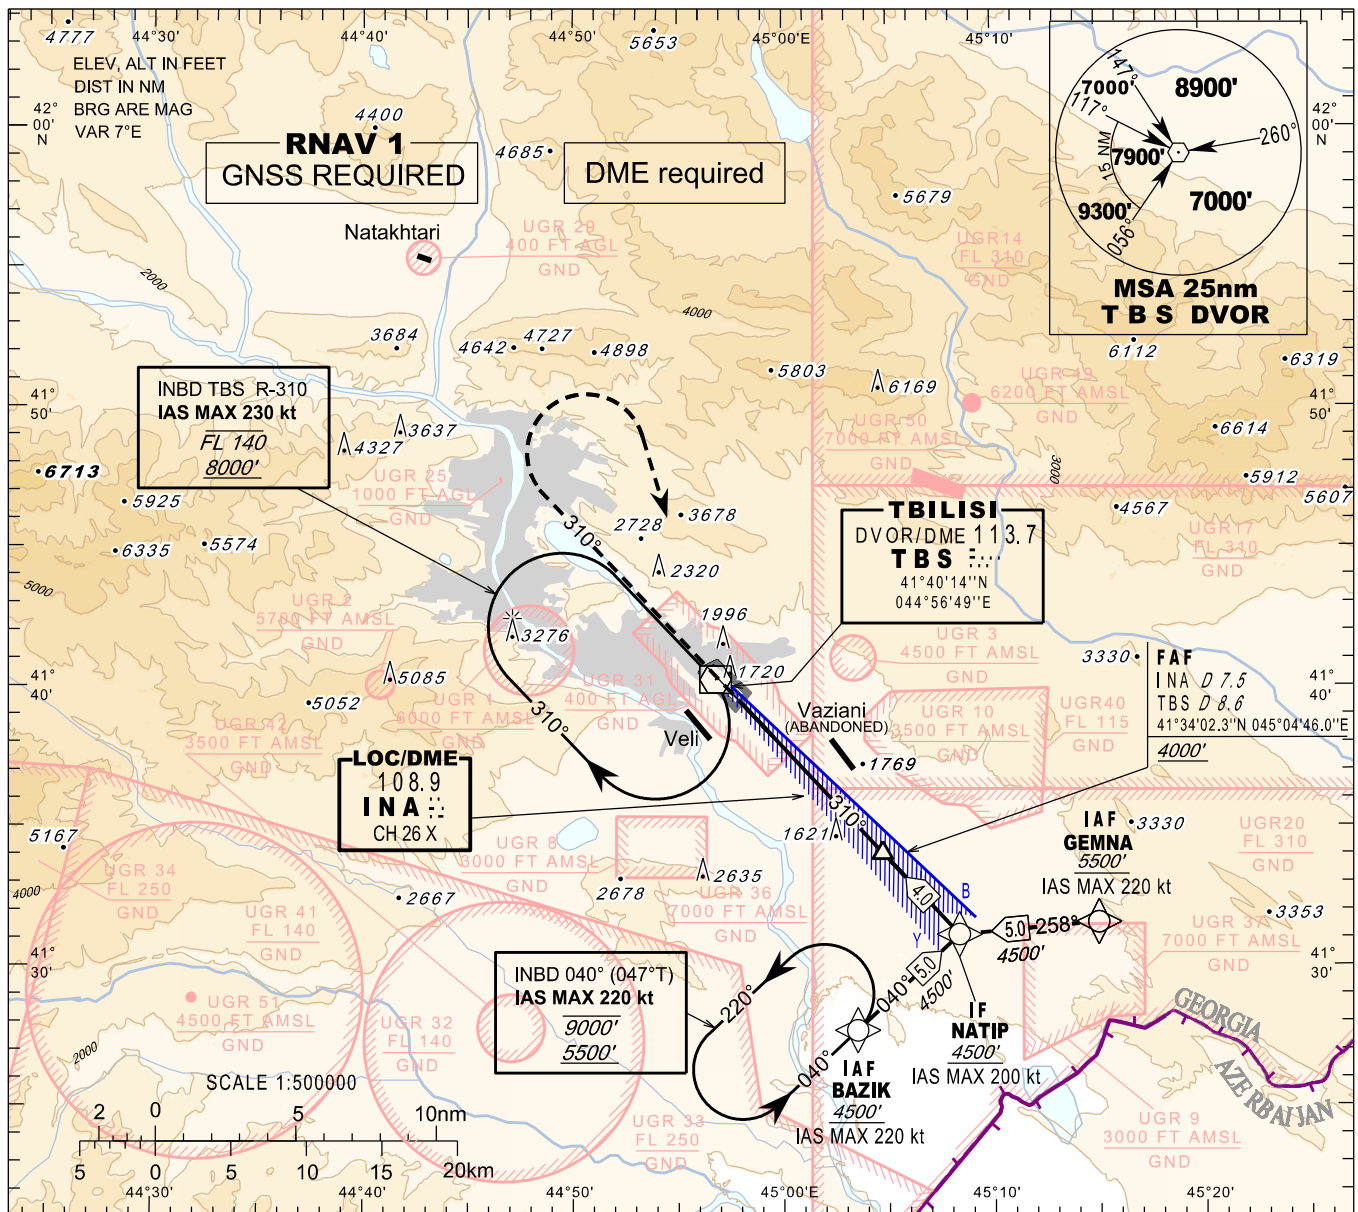 4777
44°30'
44°40'
44°50'
5653
45°00'E
45°10'
ELEV, ALT IN FEET
DIST IN NM
BRG ARE MAG
VAR 7°E
42°
00'
N
4400
RNAV 1
GNSS REQUIRED
4685
DME required
5679
147°
7000'
117°
8900'
260°
15 NM
7900'
7000'
9300'
056°
MSA 25nm
TBS DVOR
42°
00'
N
Natakhtari
UGR 29
400 FT AGL
GND
UGR14
FL 310
GND
2000
4000
3684
4642
4727
4898
5803
6169
6112
6319
UGR 49
6200 FT AMSL
GND
INBD TBS R-310
IAS MAX 230 kt
FL 140
8000'
41°
50'
41°
50'
3637
4327
UGR 50
7000 FT AMSL
GND
6614
6713
5925
UGR 25
1000 FT AGL
GND
3000
5912
5607
4567
6335
5574
310°
2728
3678
2320
TBILISI
DVOR/DME 113.7
TBS
41°40'14''N
044°56'49''E
UGR17
FL 310
GND
5000
UGR 2
5700 FT AMSL
GND
3276
1996
1720
UGR 3
4500 FT AMSL
GND
3330
FAF
INA D 7.5
TBS D 8.6
41°34'02.3''N 045°04'46.0''E
4000'
41°
40'
41°
40'
5085
5052
UGR 1
6000 FT AMSL
GND
UGR 31
400 FT AGL
GND
310°
Veli
Vaziani
(ABANDONED)
UGR 10
3500 FT AMSL
GND
UGR40
FL 115
GND
UGR 42
3500 FT AMSL
GND
LOC/DME
108.9
INA
CH 26 X
1769
310°
1621
5167
UGR 8
3000 FT AMSL
GND
2678
2635
UGR 36
7000 FT AMSL
GND
IAF
GEMNA
5500'
IAS MAX 220 kt
3330
UGR20
FL 310
GND
UGR 34
FL 250
GND
4000
2667
UGR 41
FL 140
GND
4.0
B
Y
5.0
258°
4500'
UGR 37
7000 FT AMSL
GND
3353
41°
30'
41°
30'
INBD 040° (047°T)
IAS MAX 220 kt
9000'
5500'
220°
040°
5.0
4500'
040°
UGR 51
4500 FT AMSL
GND
UGR 32
FL 140
GND
IF
NATIP
4500'
IAS MAX 200 kt
GEORGIA
AZERBAIJAN
2000
SCALE 1:500000
IAF
BAZIK
4500'
IAS MAX 220 kt
UGR 33
FL 250
GND
UGR 9
3000 FT AMSL
GND
2 0 5 10nm
5 0 5 10 15 20km
44°30'
44°40'
44°50'
45°00'E
45°10'
45°20'